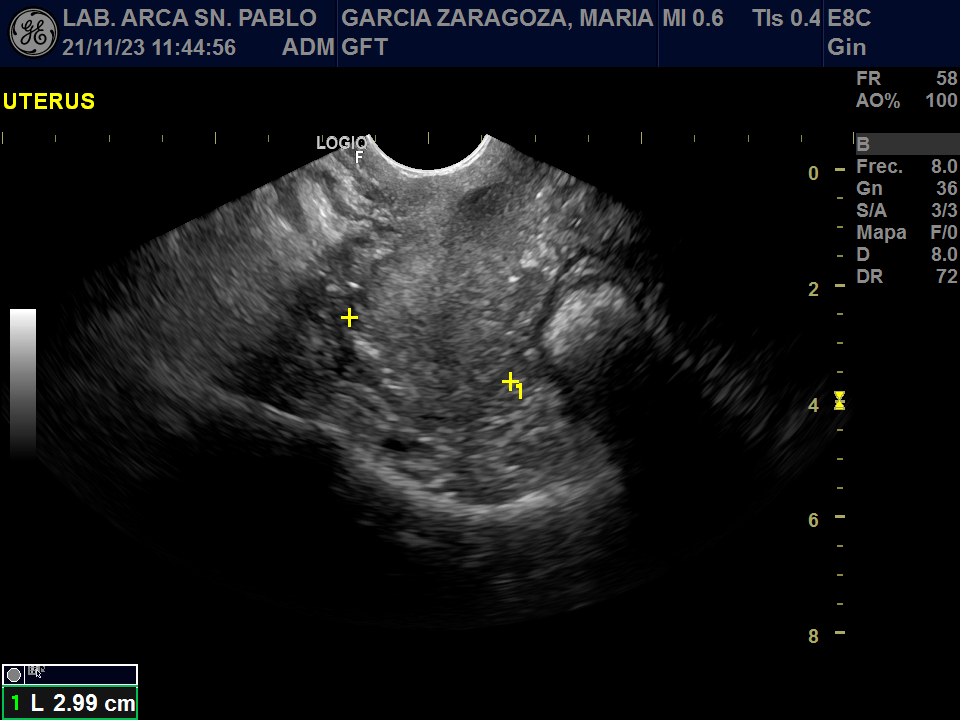 LAB. ARCA SN. PABLO
GARCIA ZARAGOZA, MARIA
MI 0.6
TIs 0.4
E8C
21/11/23 11:44:56
ADM
GFT
Gin
UTERUS
FR 58
AO% 100
LOGIQ
F
B
Frec. 8.0
Gn 36
S/A 3/3
Mapa F/0
D 8.0
DR 72
0
2
4
6
8
1
1 L 2.99 cm